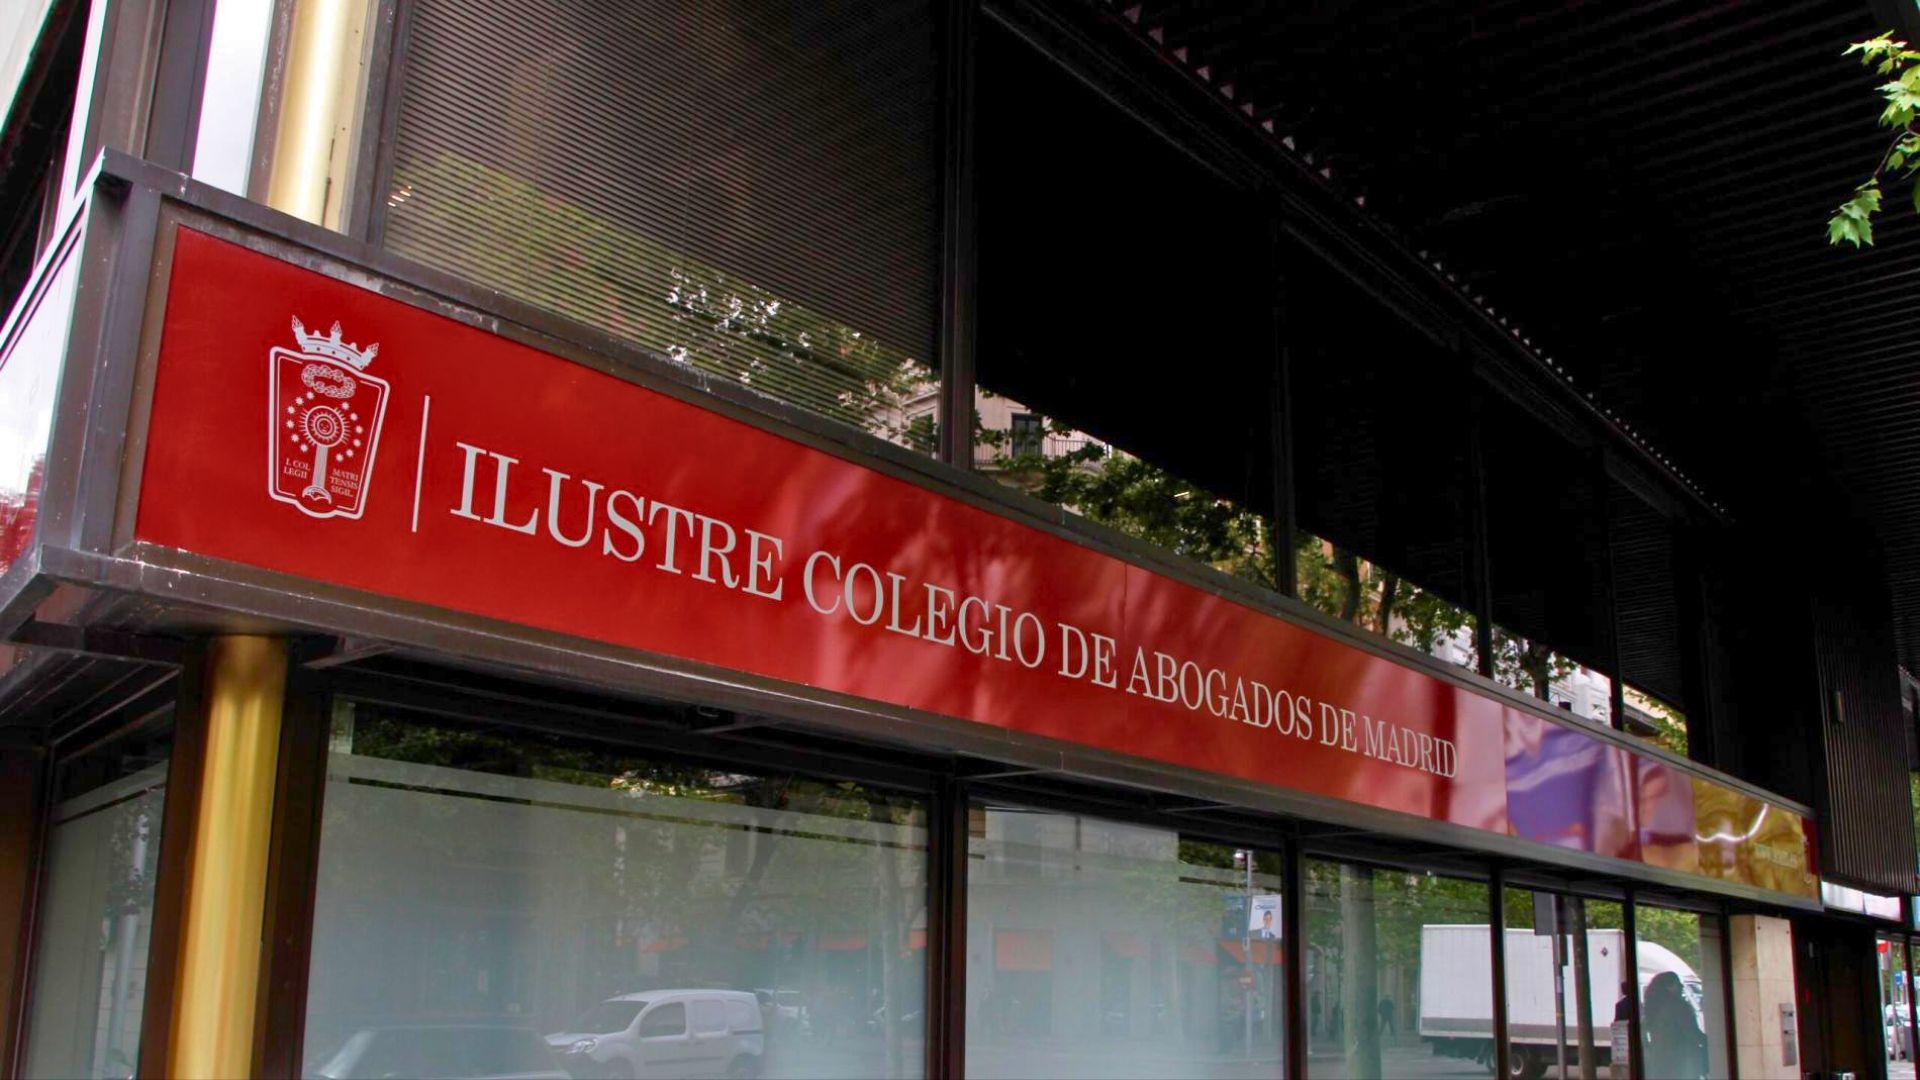 I. COL
LEGII
MATRI
TENSIS
SIGIL.
ILUSTRE COLEGIO DE ABOGADOS DE MADRID